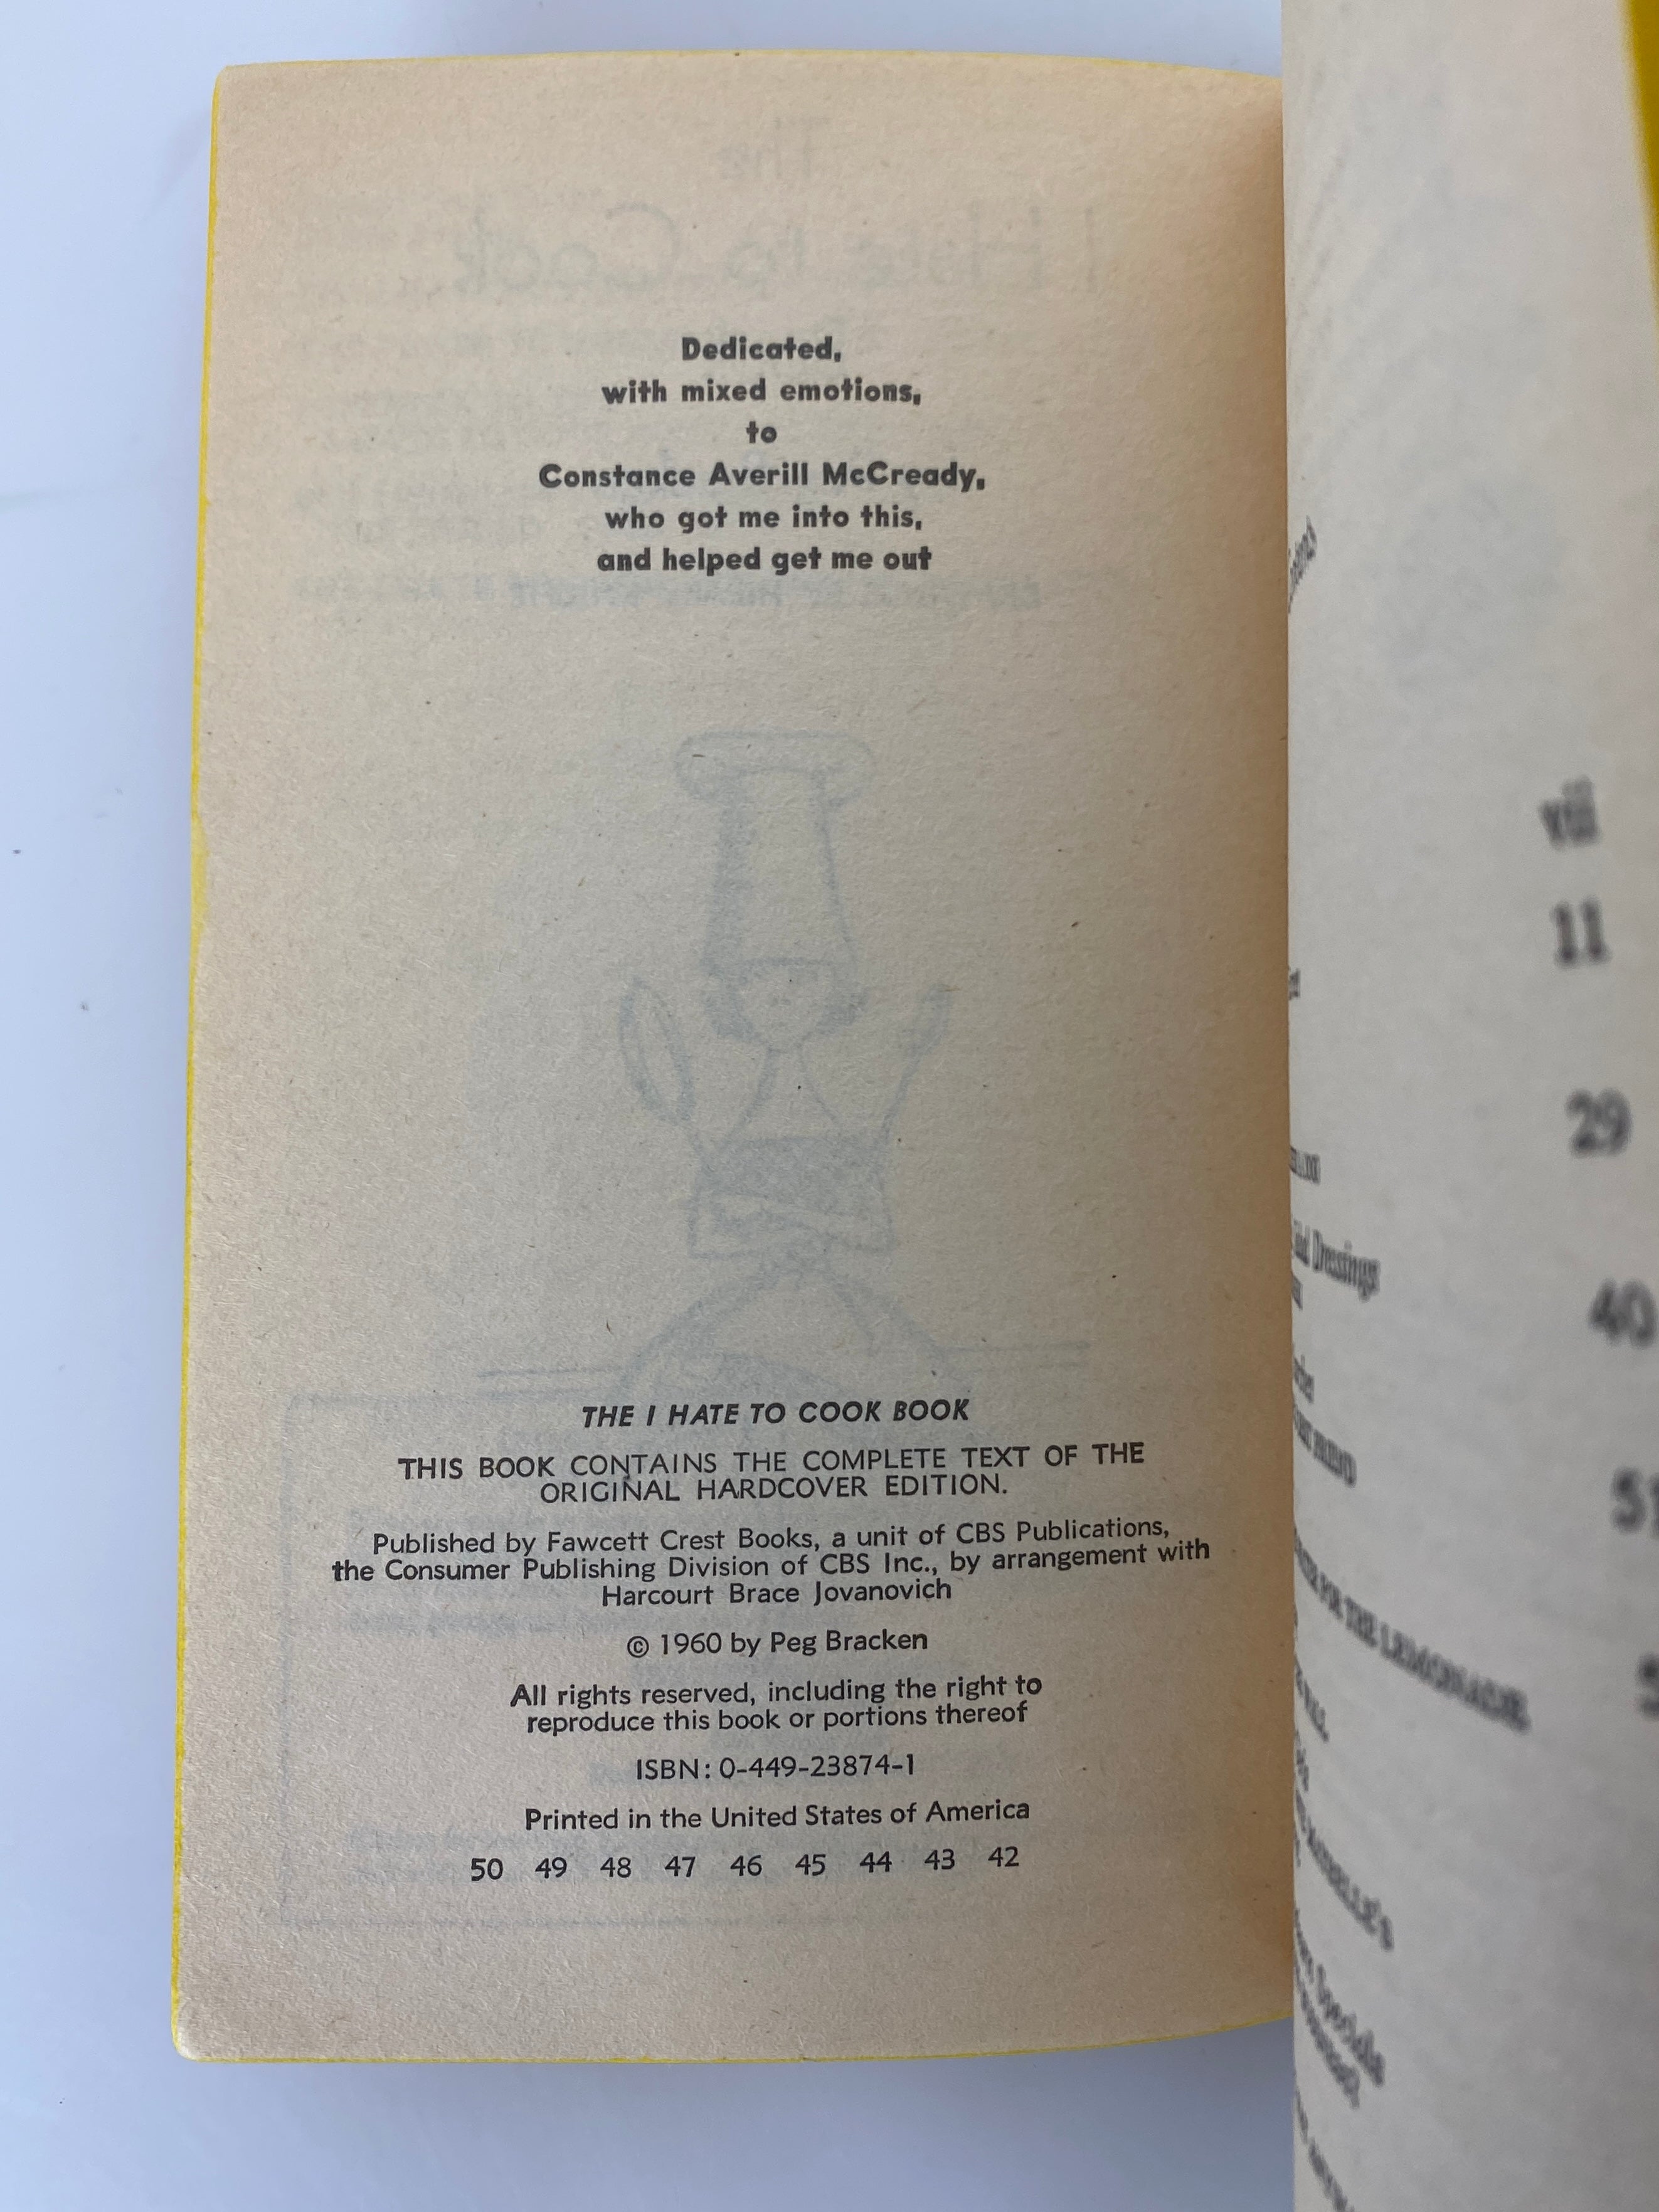 Dedicated,
with mixed emotions,
to
Constance Averill McCready,
who got me into this,
and helped get me out
THE I HATE TO COOK BOOK
THIS BOOK CONTAINS THE COMPLETE TEXT OF THE
ORIGINAL HARDCOVER EDITION.
Published by Fawcett Crest Books, a unit of CBS Publications,
the Consumer Publishing Division of CBS Inc., by arrangement with
Harcourt Brace Jovanovich
© 1960 by Peg Bracken
All rights reserved, including the right to
reproduce this book or portions thereof
ISBN: 0-449-23874-1
Printed in the United States of America
50 49 48 47 46 45 44 43 42
viii
11
29
Dressings
40
51
THE LEMONADE